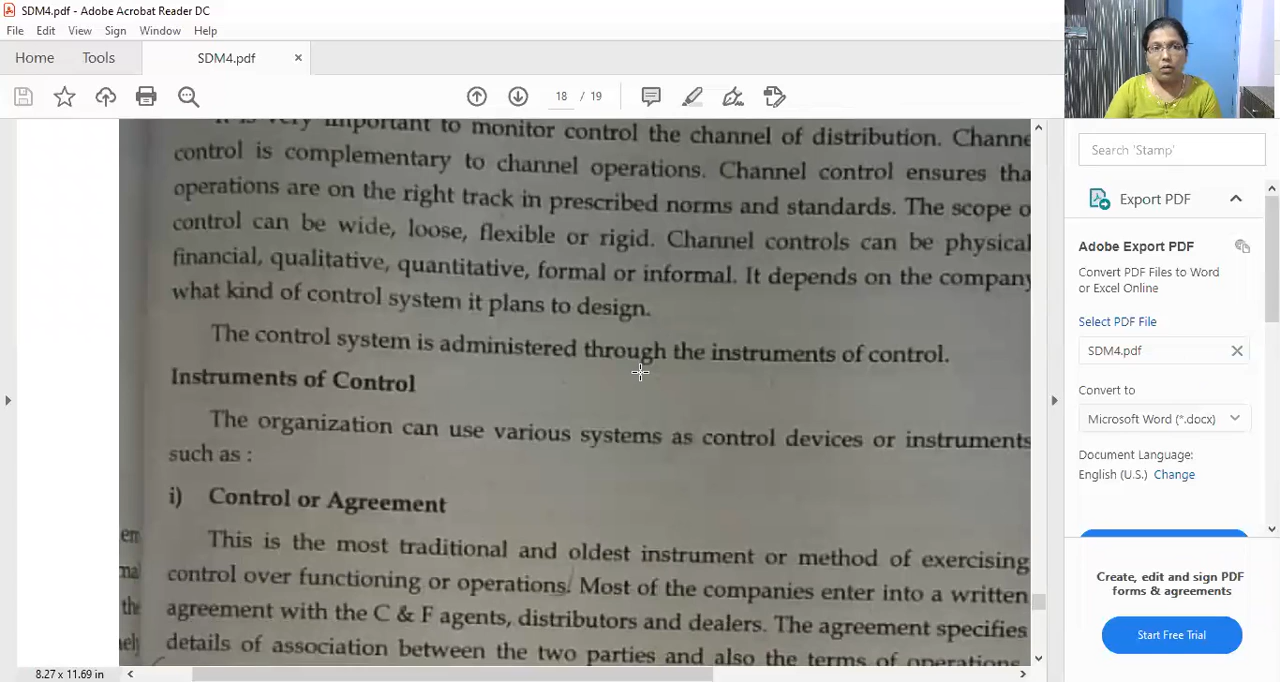 SDM4.pdf - Adobe Acrobat Reader DC
File Edit View Sign Window Help
Home Tools SDM4.pdf ×
18 / 19
important to monitor control the channel of distribution.
control is complementary to channel operations. Channel control ensures
operations are on the right track in prescribed norms and standards. The scope
control can be wide, loose, flexible or rigid. Channel controls can be physical
financial, qualitative, quantitative, formal or informal. It depends on the company
what kind of control system it plans to design.
The control system is administered through the instruments of control.
Instruments of Control
The organization can use various systems as control devices or instruments
such as :
i) Control or Agreement
This is the most traditional and oldest instrument or method of exercising
control over functioning or operations. Most of the companies enter into a written
agreement with the C & F agents, distributors and dealers. The agreement specifies
details of association between the two parties and also the terms of operations.
8.27 x 11.69 in
Search 'Stamp'
Export PDF
Adobe Export PDF
Convert PDF Files to Word
or Excel Online
Select PDF File
SDM4.pdf
Convert to
Microsoft Word (*.docx)
Document Language:
English (U.S.) Change
Create, edit and sign PDF
forms & agreements
Start Free Trial